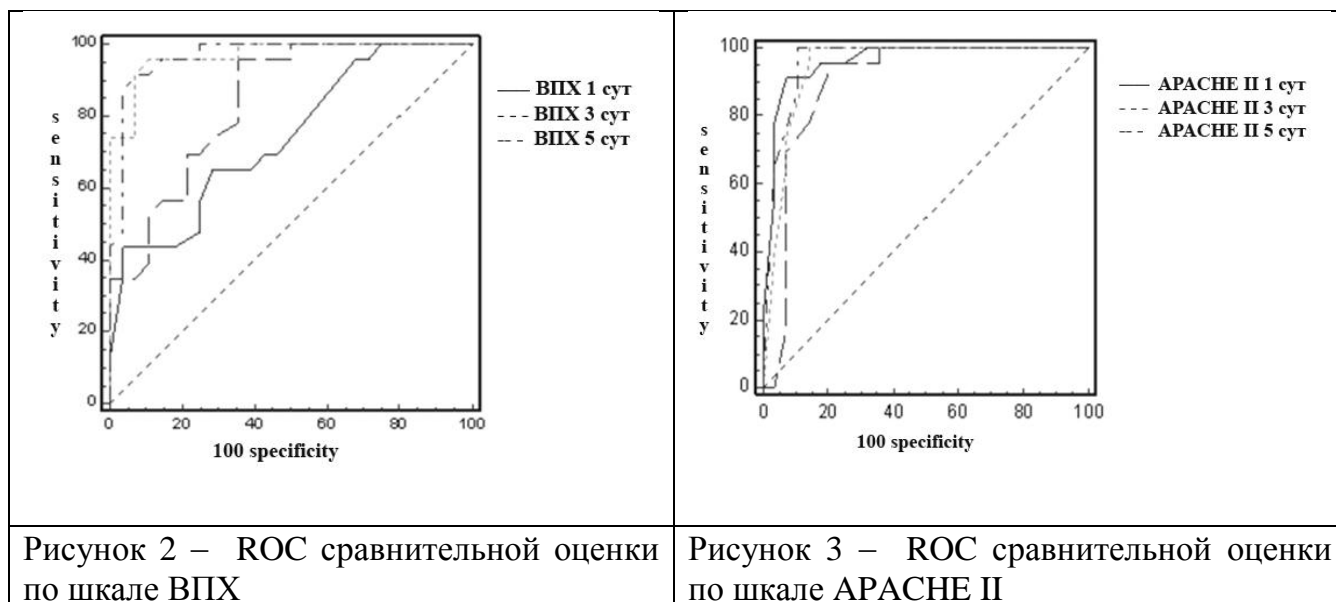 100
80
60
40
20
0
sensitivity
0 20 40 60 80 100
100 specificity
ВПХ 1 сут
ВПХ 3 сут
ВПХ 5 сут
100
80
60
40
20
0
sensitivity
0 20 40 60 80 100
100 specificity
APACHE II 1 сут
APACHE II 3 сут
APACHE II 5 сут
Рисунок 2 – ROC сравнительной оценки
по шкале ВПХ
Рисунок 3 – ROC сравнительной оценки
по шкале APACHE II